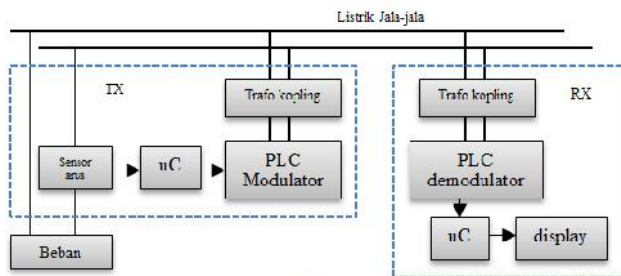 Listrik Jala-jala
TX
Trafo kopling
Trafo kopling
RX
Sensor
arus
uC
PLC
Modulator
PLC
demodulator
Beban
uC
display